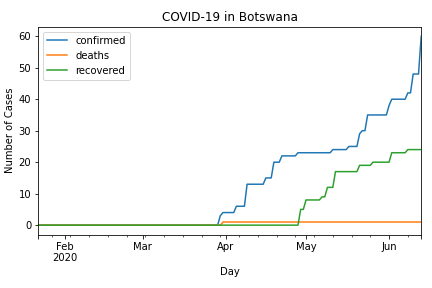 COVID-19 in Botswana
confirmed
deaths
recovered
Number of Cases
60
50
40
30
20
10
0
Feb
2020
Mar
Apr
May
Jun
Day